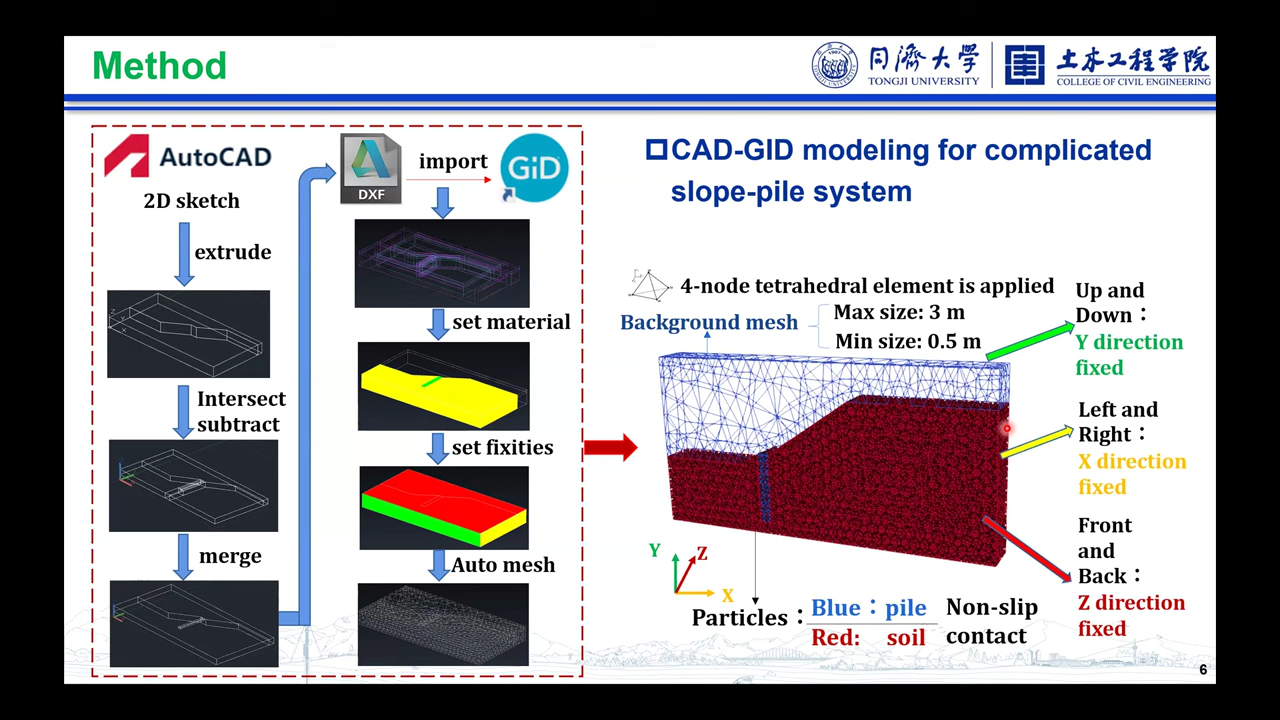 Method
同濟大学
TONGJI UNIVERSITY
土木工程学院
COLLEGE OF CIVIL ENGINEERING
AutoCAD
2D sketch
extrude
Intersect
subtract
merge
DXF
import
GiD
set material
set fixities
Auto mesh
CAD-GID modeling for complicated
slope-pile system
4-node tetrahedral element is applied
Background mesh
Max size: 3 m
Min size: 0.5 m
Up and
Down：
Y direction
fixed
Left and
Right：
X direction
fixed
Front
and
Back：
Z direction
fixed
Y
Z
X
Particles：
Blue：pile
Red: soil
Non-slip
contact
6